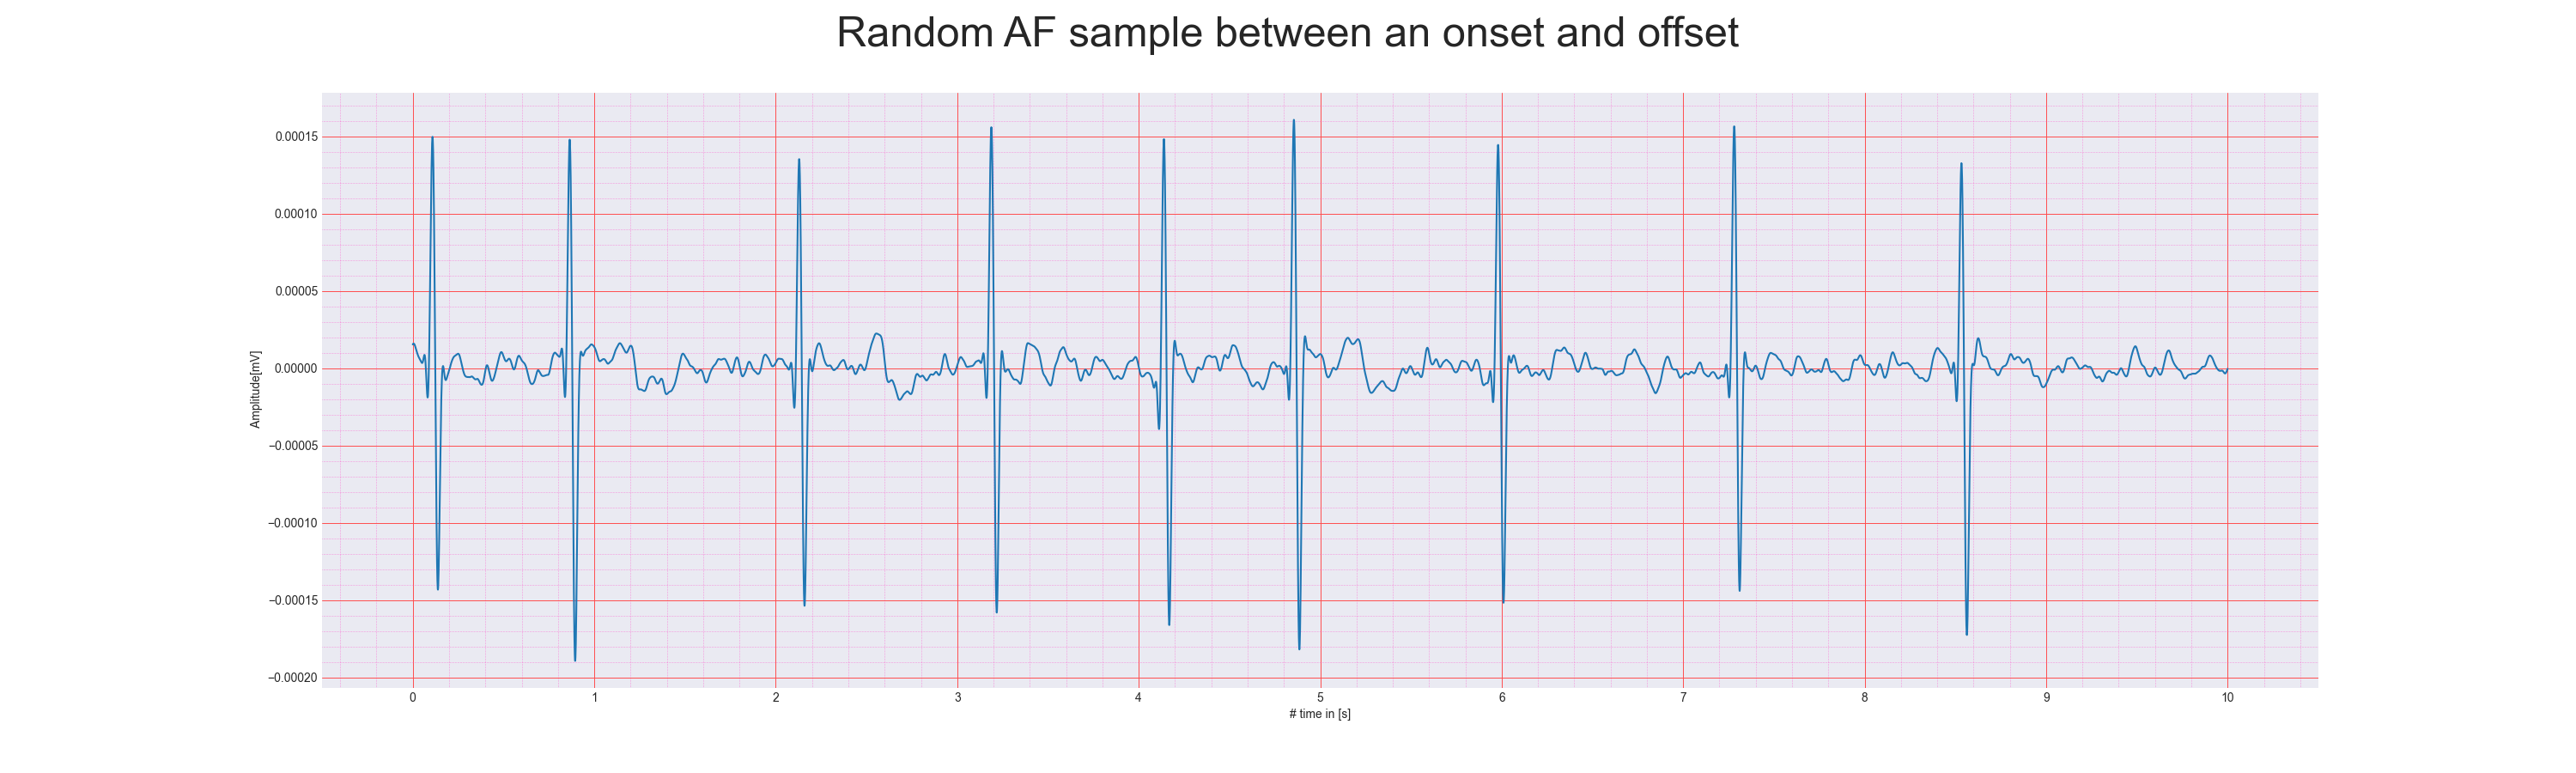 Random AF sample between an onset and offset
0.00015
0.00010
0.00005
0.00000
−0.00005
−0.00010
−0.00015
−0.00020
Amplitude[mV]
0 1 2 3 4 5 6 7 8 9 10
# time in [s]